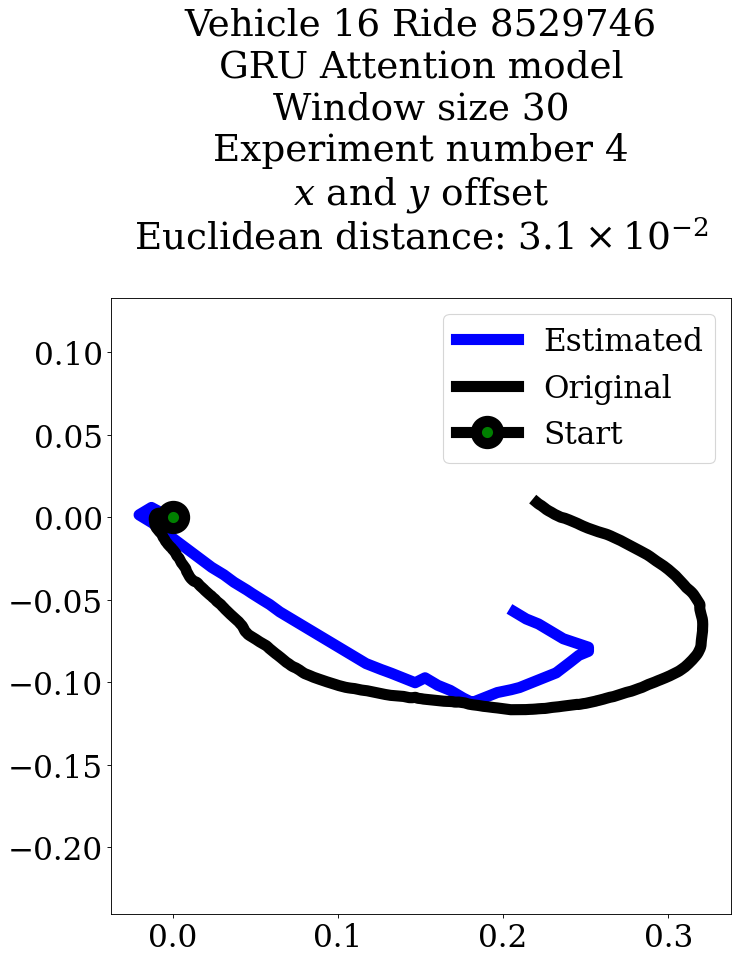 Vehicle 16 Ride 8529746
GRU Attention model
Window size 30
Experiment number 4
x and y offset
Euclidean distance: 3.1 × 10⁻²
Estimated
Original
Start
0.10
0.05
0.00
−0.05
−0.10
−0.15
−0.20
0.0 0.1 0.2 0.3